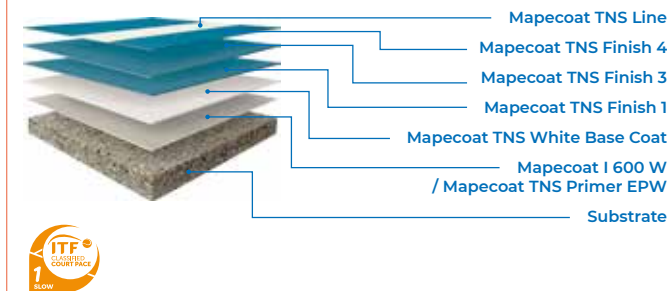 Mapecoat TNS Line
Mapecoat TNS Finish 4
Mapecoat TNS Finish 3
Mapecoat TNS Finish 1
Mapecoat TNS White Base Coat
Mapecoat I 600 W
/ Mapecoat TNS Primer EPW
Substrate
ITF
CLASSIFIED
COURT PACE
1
SLOW